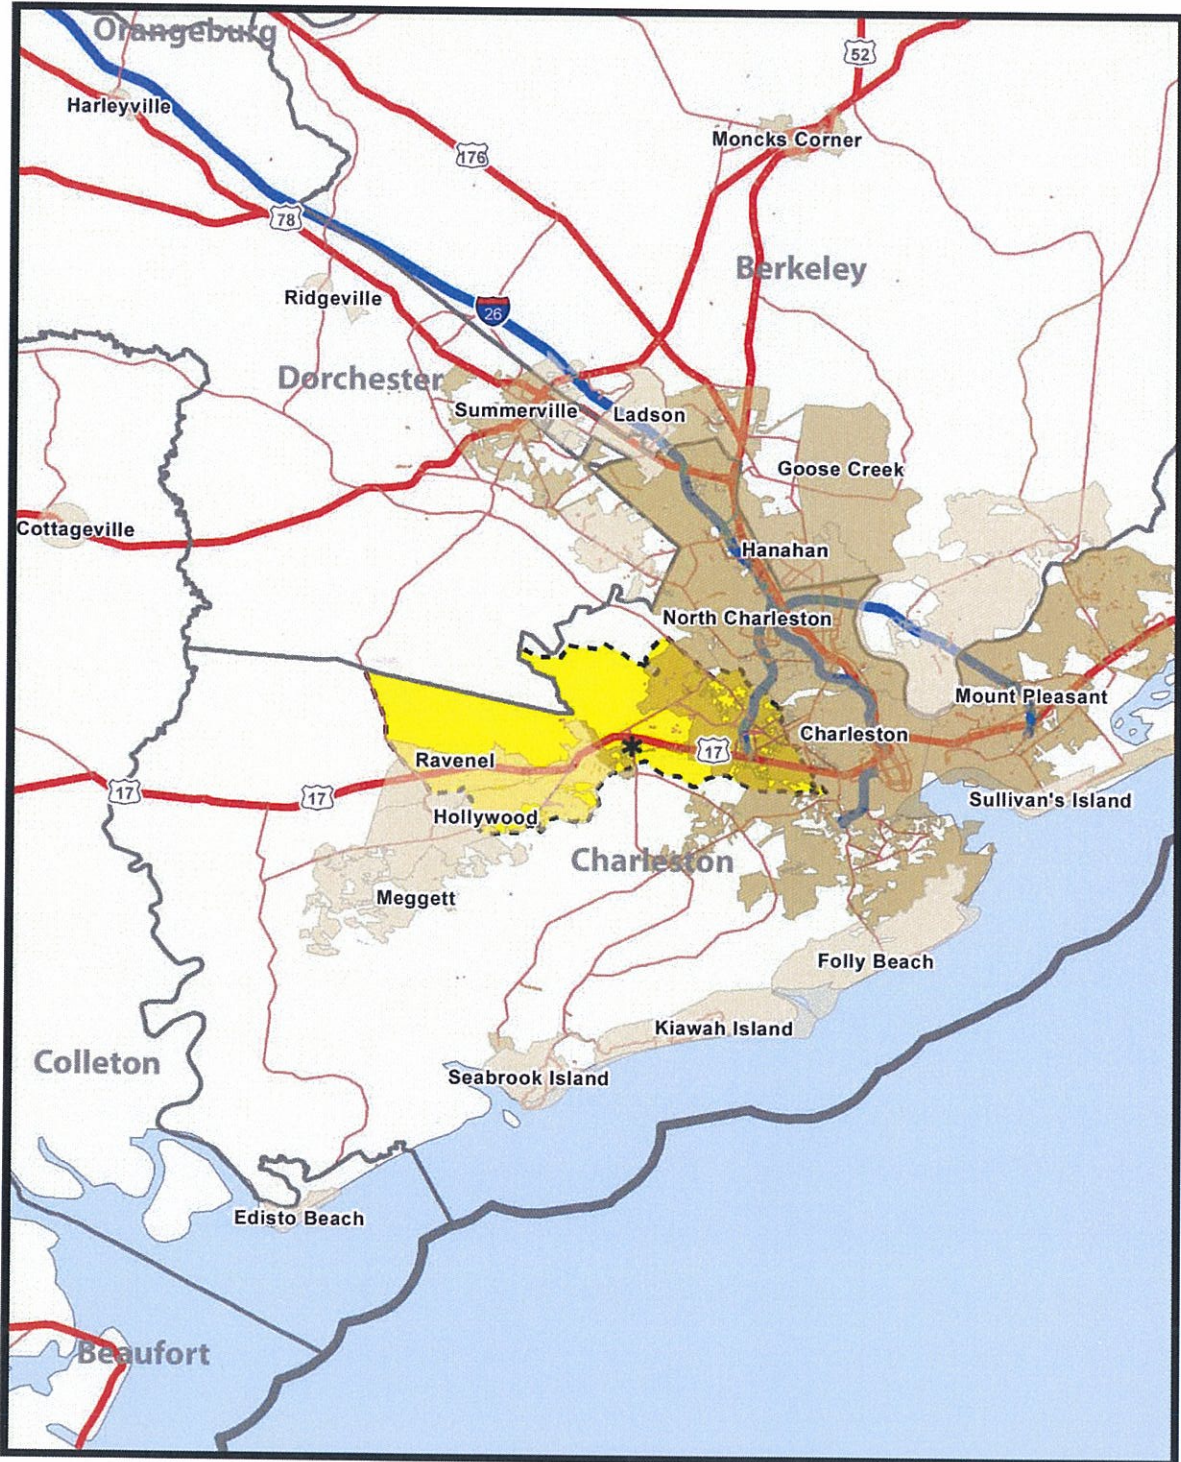 Orangeburg
52
Harleyville
Moncks Corner
176
78
Berkeley
Ridgeville
26
Dorchester
Summerville
Ladson
Goose Creek
Cottageville
Hanahan
North Charleston
Mount Pleasant
Charleston
17
Ravenel
17
17
Sullivan's Island
Hollywood
Charleston
Meggett
Folly Beach
Kiawah Island
Colleton
Seabrook Island
Edisto Beach
Beaufort